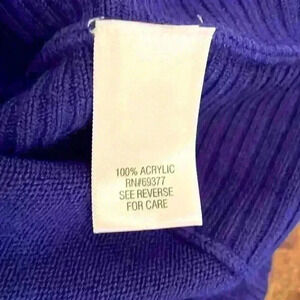 100% ACRYLIC
RN#69377
SEE REVERSE
FOR CARE